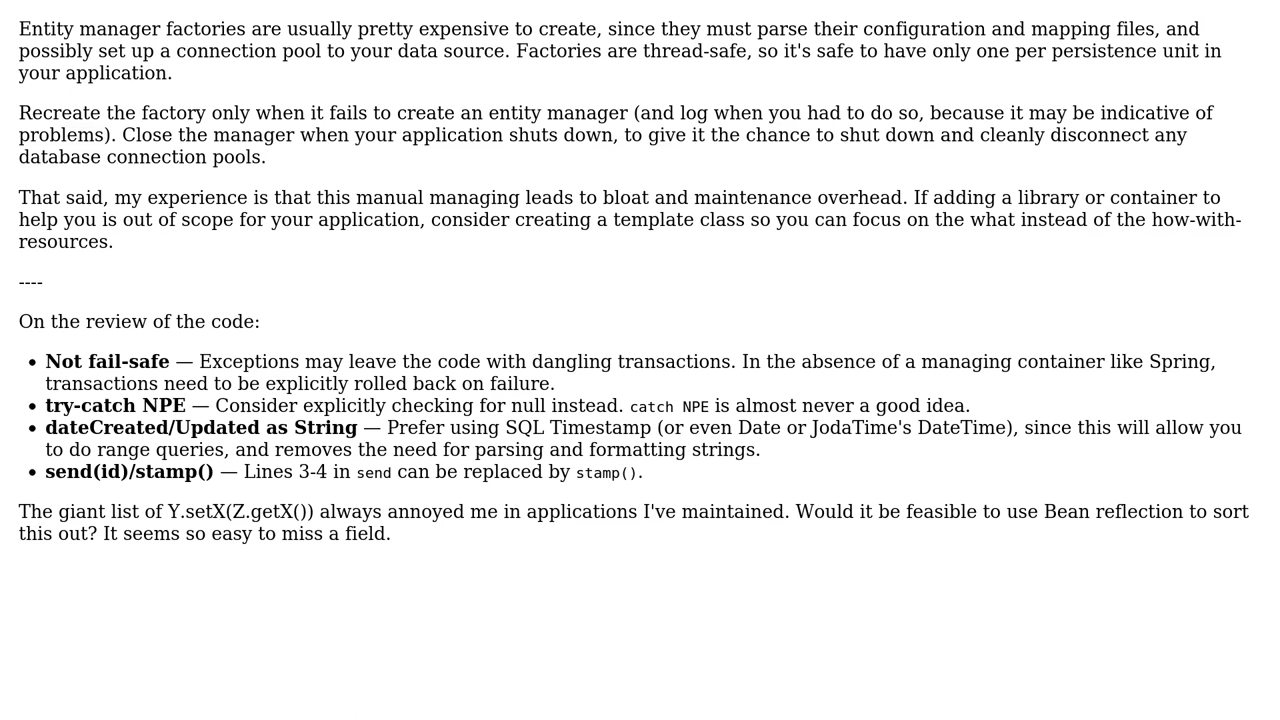 Entity manager factories are usually pretty expensive to create, since they must parse their configuration and mapping files, and
possibly set up a connection pool to your data source. Factories are thread-safe, so it's safe to have only one per persistence unit in
your application.
Recreate the factory only when it fails to create an entity manager (and log when you had to do so, because it may be indicative of
problems). Close the manager when your application shuts down, to give it the chance to shut down and cleanly disconnect any
database connection pools.
That said, my experience is that this manual managing leads to bloat and maintenance overhead. If adding a library or container to
help you is out of scope for your application, consider creating a template class so you can focus on the what instead of the how-with-
resources.
----
On the review of the code:
• Not fail-safe — Exceptions may leave the code with dangling transactions. In the absence of a managing container like Spring,
transactions need to be explicitly rolled back on failure.
• try-catch NPE — Consider explicitly checking for null instead. catch NPE is almost never a good idea.
• dateCreated/Updated as String — Prefer using SQL Timestamp (or even Date or JodaTime's DateTime), since this will allow you
to do range queries, and removes the need for parsing and formatting strings.
• send(id)/stamp() — Lines 3-4 in send can be replaced by stamp().
The giant list of Y.setX(Z.getX()) always annoyed me in applications I've maintained. Would it be feasible to use Bean reflection to sort
this out? It seems so easy to miss a field.